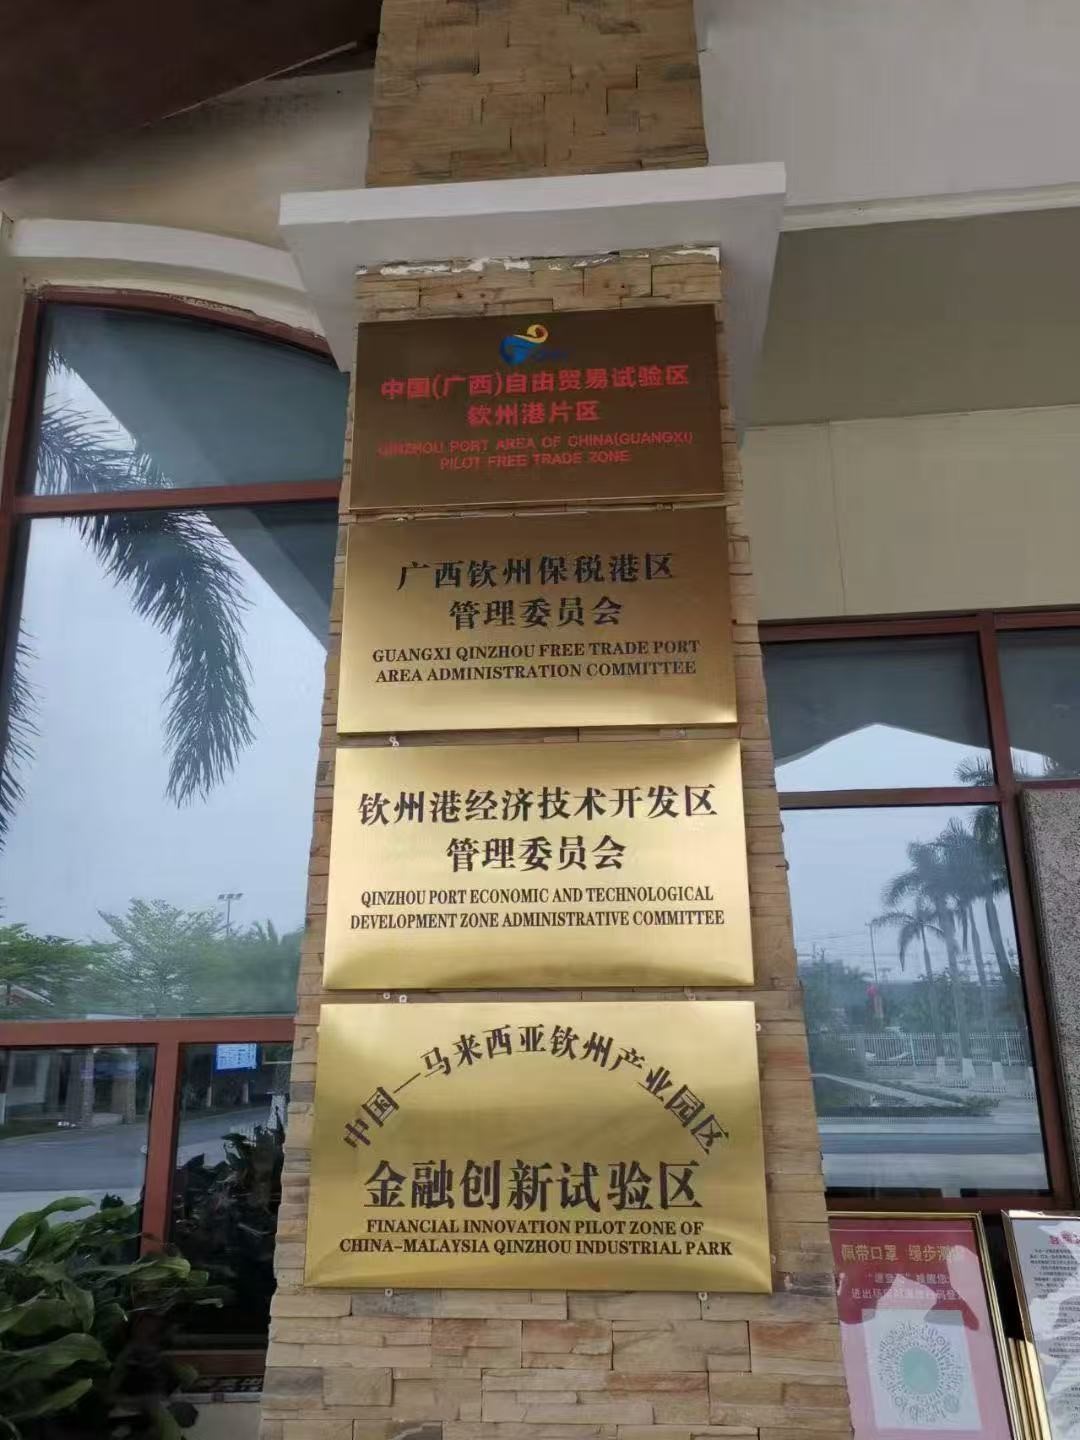 中国(广西)自由贸易试验区
钦州港片区
QINZHOU PORT AREA OF CHINA(GUANGXI)
PILOT FREE TRADE ZONE
广西钦州保税港区
管理委员会
GUANGXI QINZHOU FREE TRADE PORT
AREA ADMINISTRATION COMMITTEE
钦州港经济技术开发区
管理委员会
QINZHOU PORT ECONOMIC AND TECHNOLOGICAL
DEVELOPMENT ZONE ADMINISTRATIVE COMMITTEE
中国—马来西亚钦州产业园区
金融创新试验区
FINANCIAL INNOVATION PILOT ZONE OF
CHINA-MALAYSIA QINZHOU INDUSTRIAL PARK
佩带口罩 缓步
提醒您
进出